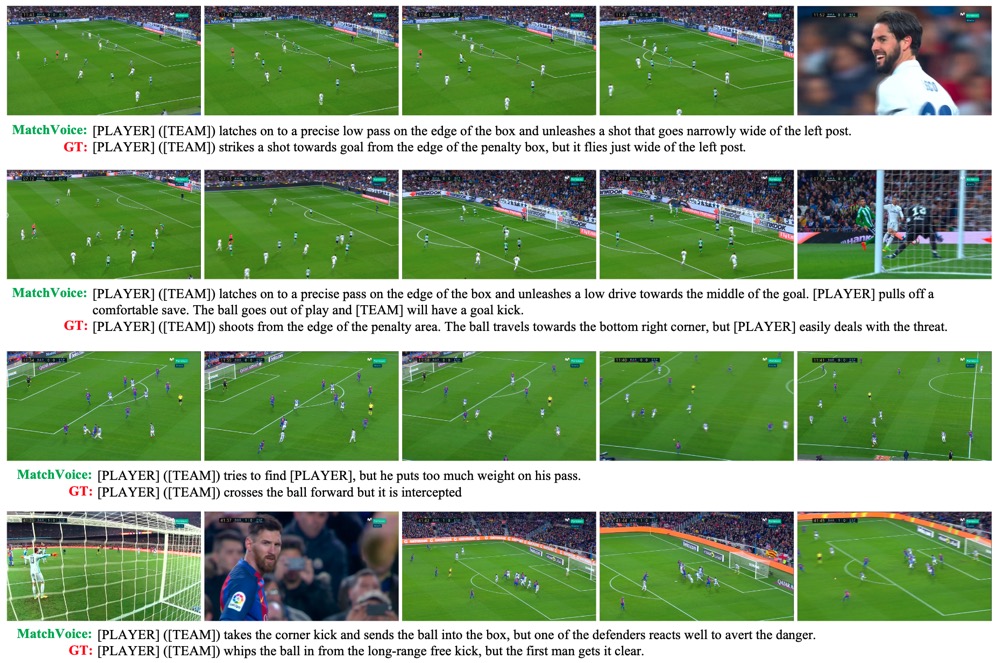 MatchVoice: [PLAYER] ([TEAM]) latches on to a precise low pass on the edge of the box and unleashes a shot that goes narrowly wide of the left post.
GT: [PLAYER] ([TEAM]) strikes a shot towards goal from the edge of the penalty box, but it flies just wide of the left post.
MatchVoice: [PLAYER] ([TEAM]) latches on to a precise pass on the edge of the box and unleashes a low drive towards the middle of the goal. [PLAYER] pulls off a
comfortable save. The ball goes out of play and [TEAM] will have a goal kick.
GT: [PLAYER] ([TEAM]) shoots from the edge of the penalty area. The ball travels towards the bottom right corner, but [PLAYER] easily deals with the threat.
MatchVoice: [PLAYER] ([TEAM]) tries to find [PLAYER], but he puts too much weight on his pass.
GT: [PLAYER] ([TEAM]) crosses the ball forward but it is intercepted
MatchVoice: [PLAYER] ([TEAM]) takes the corner kick and sends the ball into the box, but one of the defenders reacts well to avert the danger.
GT: [PLAYER] ([TEAM]) whips the ball in from the long-range free kick, but the first man gets it clear.